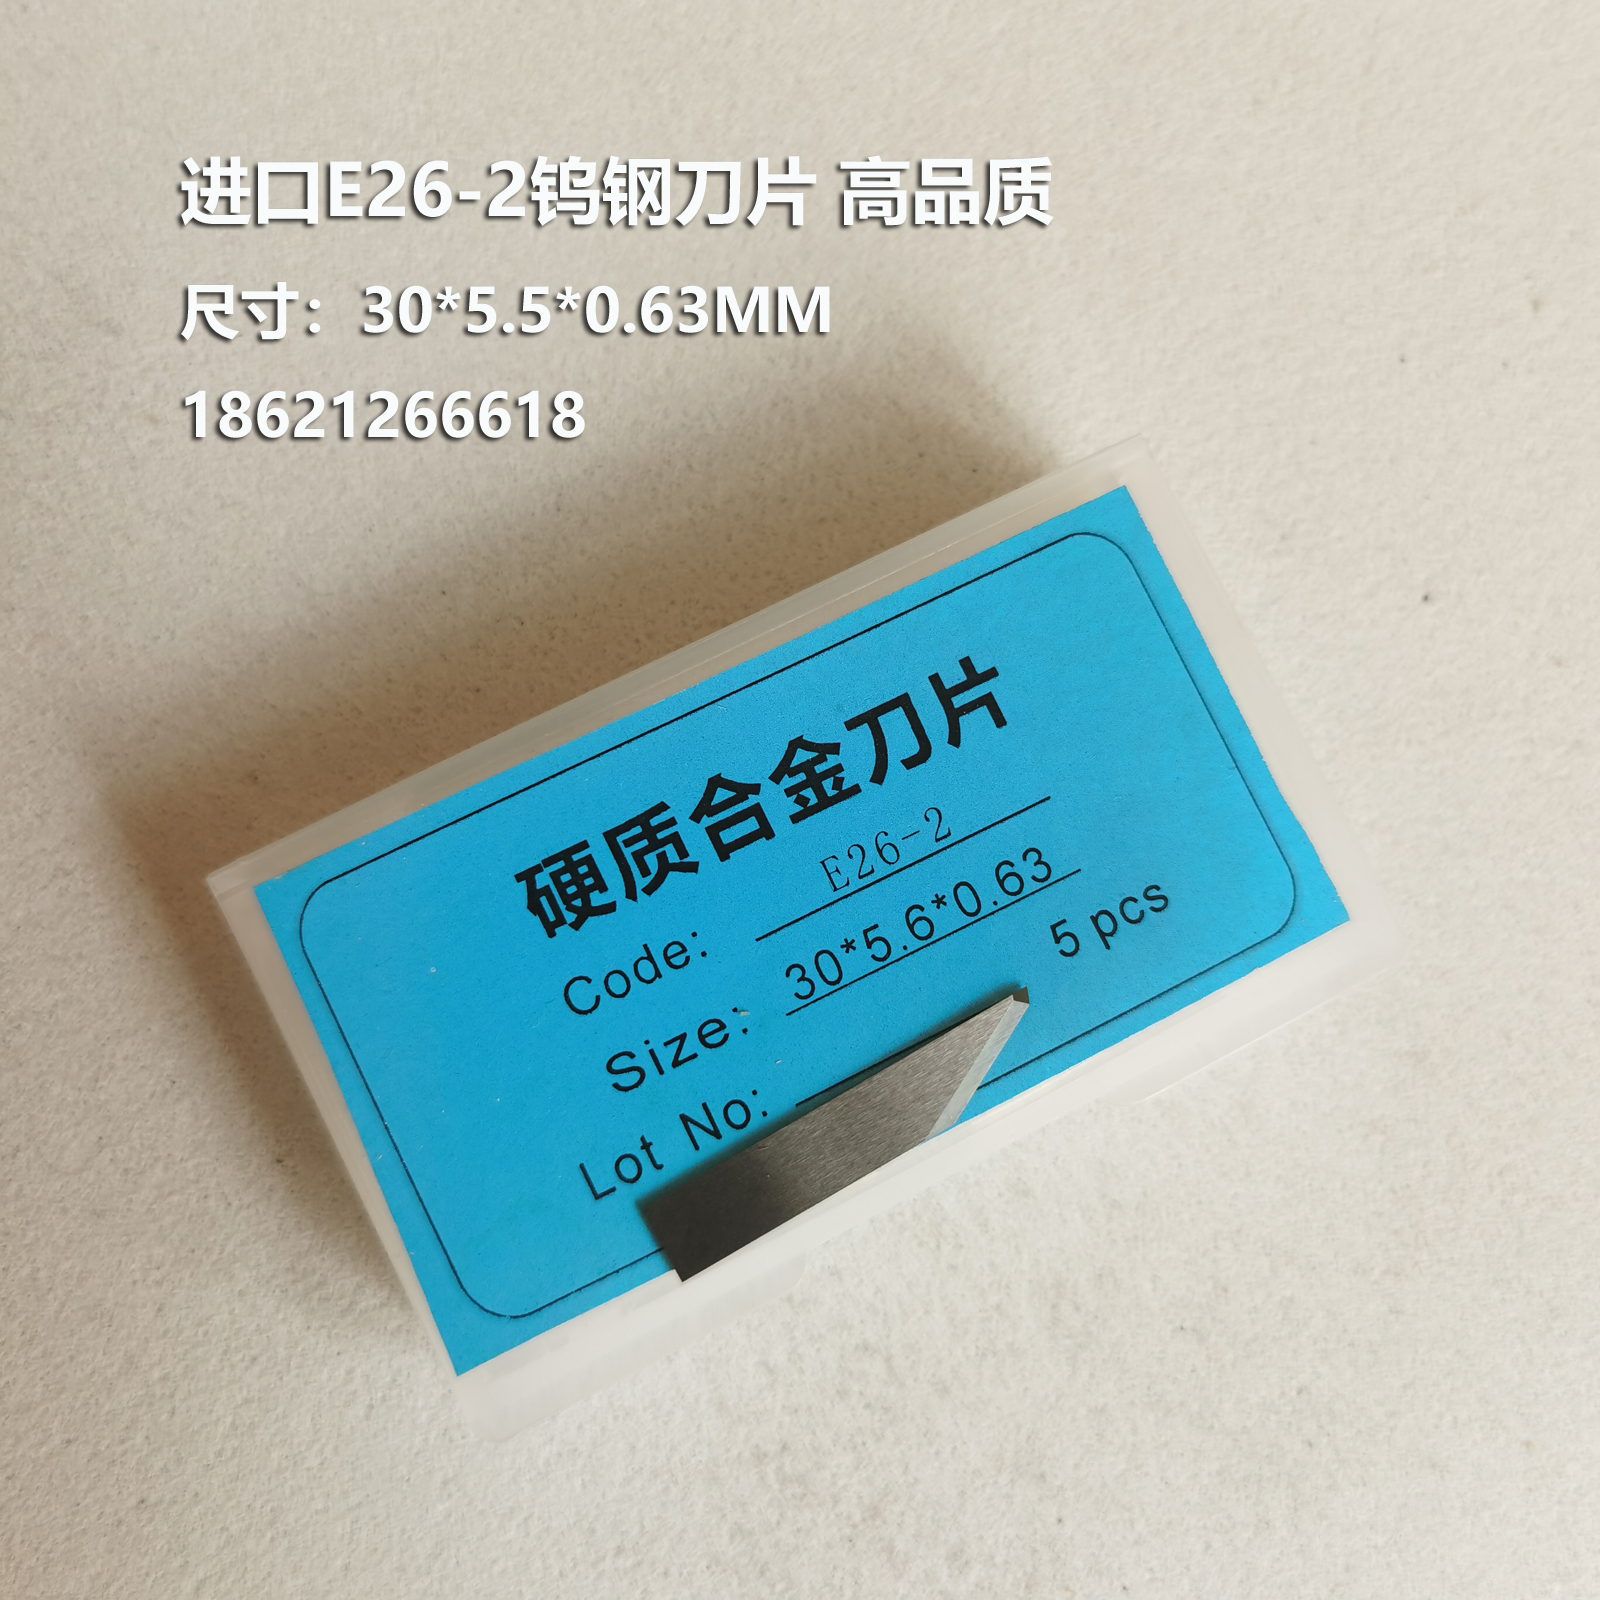 进口E26-2钨钢刀片 高品质
尺寸：30*5.5*0.63MM
18621266618
硬质合金刀片
Code: E26-2
Size: 30*5.6*0.63
5 pcs
Lot No: